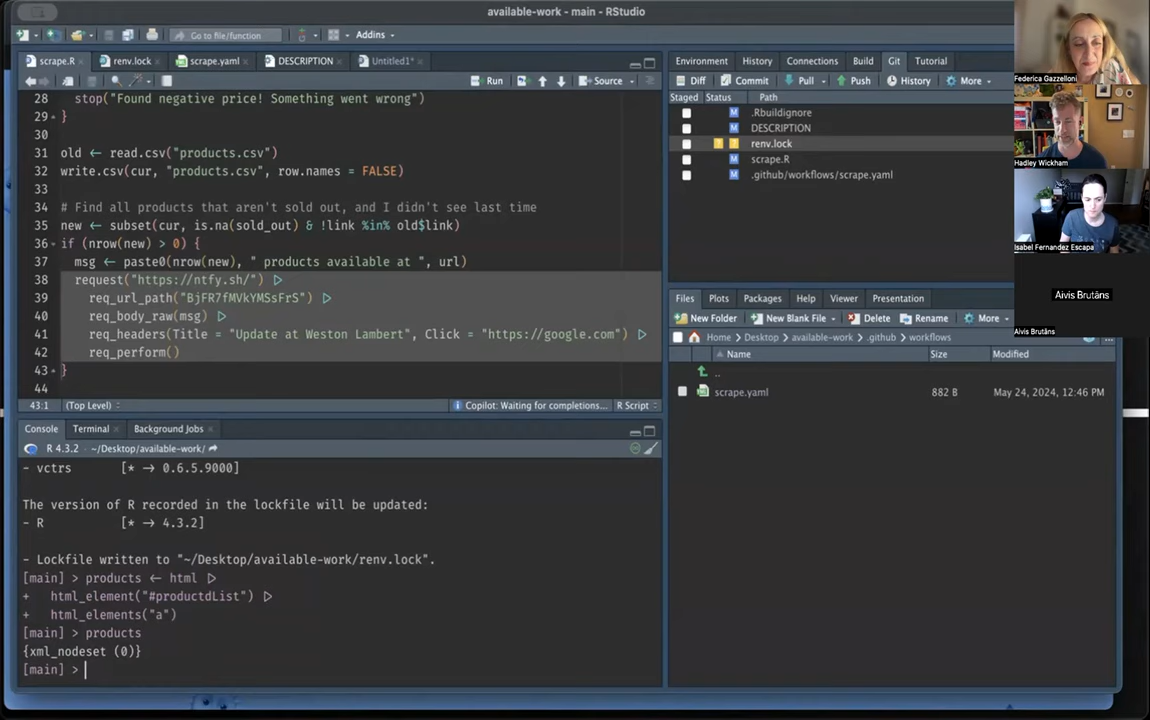 available-work - main - RStudio
Go to file/function
Addins
scrape.R
renv.lock
scrape.yaml
DESCRIPTION
Untitled1*
Run
Source
28 stop("Found negative price! Something went wrong")
29 }
30
31 old ← read.csv("products.csv")
32 write.csv(cur, "products.csv", row.names = FALSE)
33
34 # Find all products that aren't sold out, and I didn't see last time
35 new ← subset(cur, is.na(sold_out) & !link %in% old$link)
36 if (nrow(new) > 0) {
37 msg ← paste0(nrow(new), " products available at ", url)
38 request("https://ntfy.sh/") ▷
39 req_url_path("BjFR7fMVkYMSsFrS") ▷
40 req_body_raw(msg) ▷
41 req_headers(Title = "Update at Weston Lambert", Click = "https://google.com") ▷
42 req_perform()
43 }
44
43:1 (Top Level) Copilot: Waiting for completions... R Script
Console Terminal Background Jobs
R 4.3.2 · ~/Desktop/available-work/
- vctrs [* → 0.6.5.9000]
The version of R recorded in the lockfile will be updated:
- R [* → 4.3.2]
- Lockfile written to "~/Desktop/available-work/renv.lock".
[main] > products ← html ▷
+ html_element("#productdList") ▷
+ html_elements("a")
[main] > products
{xml_nodeset (0)}
[main] >
Environment History Connections Build Git Tutorial
Diff Commit Pull Push History More
Staged Status Path
M .Rbuildignore
M DESCRIPTION
? ? renv.lock
M scrape.R
M .github/workflows/scrape.yaml
Files Plots Packages Help Viewer Presentation
New Folder New Blank File Delete Rename More
Home Desktop available-work .github workflows
Name Size Modified
..
scrape.yaml 882 B May 24, 2024, 12:46 PM
Federica Gazzelloni
Hadley Wickham
Isabel Fernandez Escapa
Aivis Brutāns
Aivis Brutāns